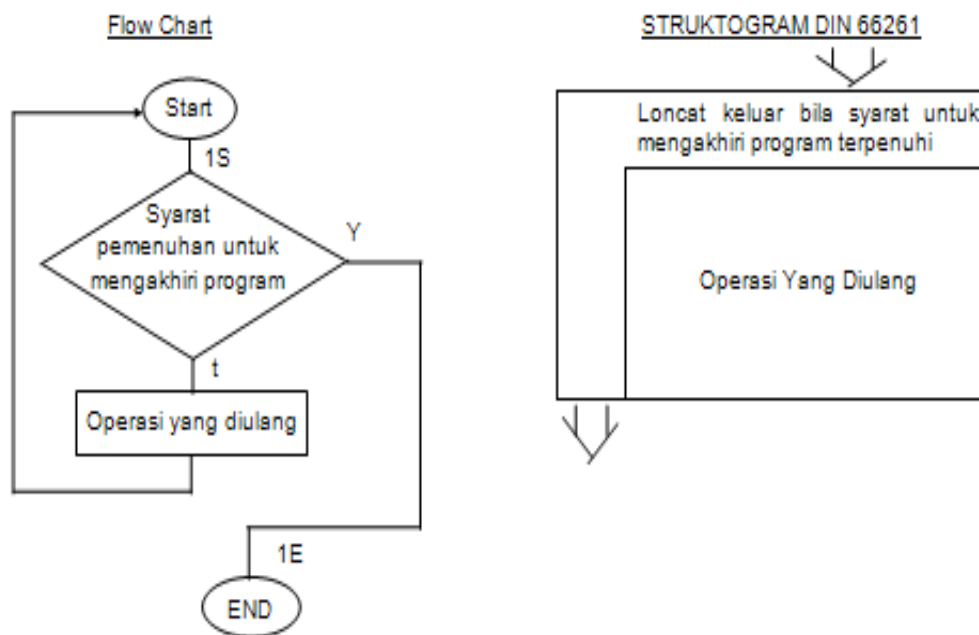 Flow Chart
Start
1S
Syarat
pemenuhan untuk
mengakhiri program
Y
t
Operasi yang diulang
1E
END
STRUKTOGRAM DIN 66261
Loncat keluar bila syarat untuk
mengakhiri program terpenuhi
Operasi Yang Diulang